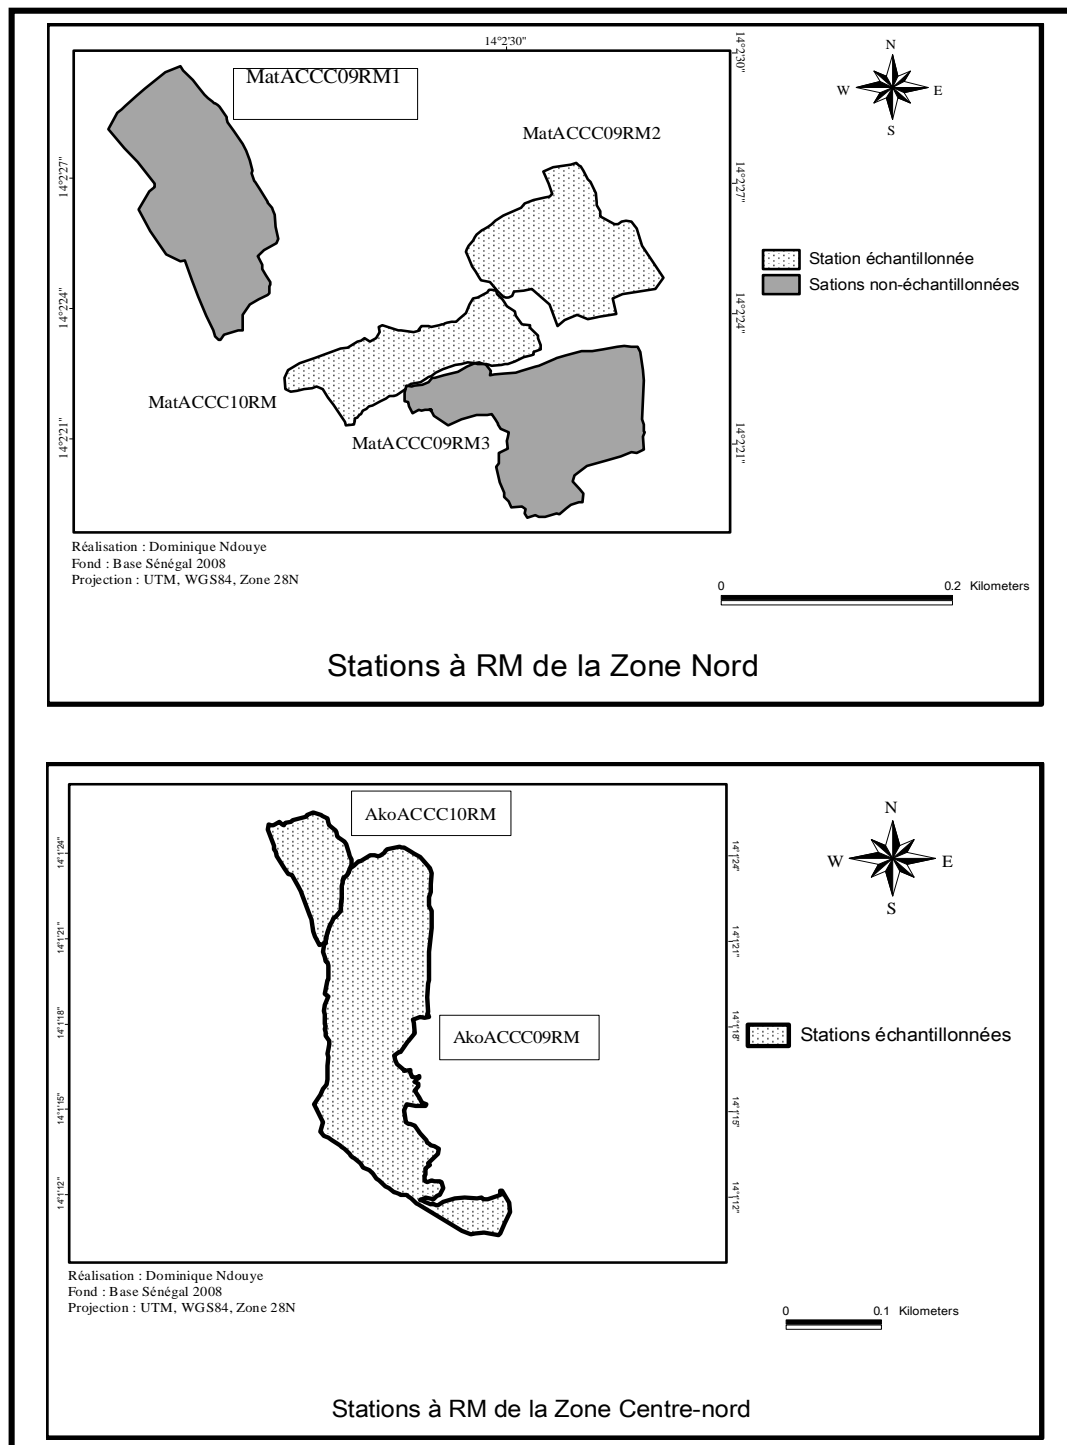 14°2'30"
14°2'30"
MatACCC09RM1
N
W E
S
MatACCC09RM2
14°2'27"
14°2'27"
Station échantillonnée
Sations non-échantillonnées
14°2'24"
14°2'24"
MatACCC10RM
MatACCC09RM3
14°2'21"
14°2'21"
Réalisation : Dominique Ndouye
Fond : Base Sénégal 2008
Projection : UTM, WGS84, Zone 28N
0 0.2 Kilometers
Stations à RM de la Zone Nord
AkoACCC10RM
N
W E
S
14°1'24"
14°1'24"
14°1'21"
14°1'21"
14°1'18"
14°1'18"
AkoACCC09RM
Stations échantillonnées
14°1'15"
14°1'15"
14°1'12"
14°1'12"
Réalisation : Dominique Ndouye
Fond : Base Sénégal 2008
Projection : UTM, WGS84, Zone 28N
0 0.1 Kilometers
Stations à RM de la Zone Centre-nord